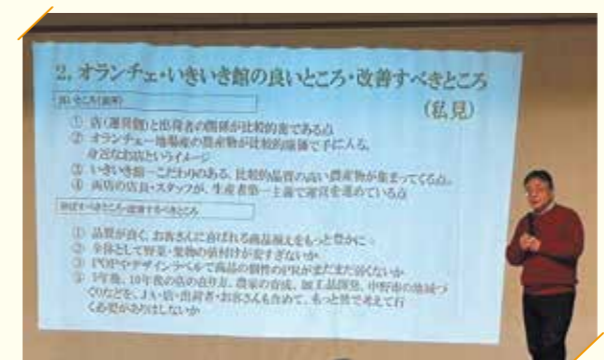 2, オランチェ・いきいき館の良いところ・改善すべきところ
(私見)
良いところ(長所)
① 店(運営側)と出荷者の関係が比較的密である点
② オランチェー地場産の農産物が比較的廉価で手に入る。
身近なお店というイメージ
③ いきいき館－こだわりのある、比較的品質の高い農産物が集まってくる点。
④ 両店の店長・スタッフが、生産者第一主義で運営を進めている点
伸ばすべきところ・改善するべきところ
① 品質が良く、お客さんに喜ばれる商品揃えをもっと豊かに。
② 全体として野菜・果物の値付けが安すぎないか
③ POPやデザインラベルで商品の個性のPRがまだまだ弱くないか
5年後、10年後の店の在り方、農家の育成、加工品開発、中野市の地域づ
くりなどを、JA・店・出荷者・お客さんも含めて、もっと皆で考えて行
く必要がありはしないか